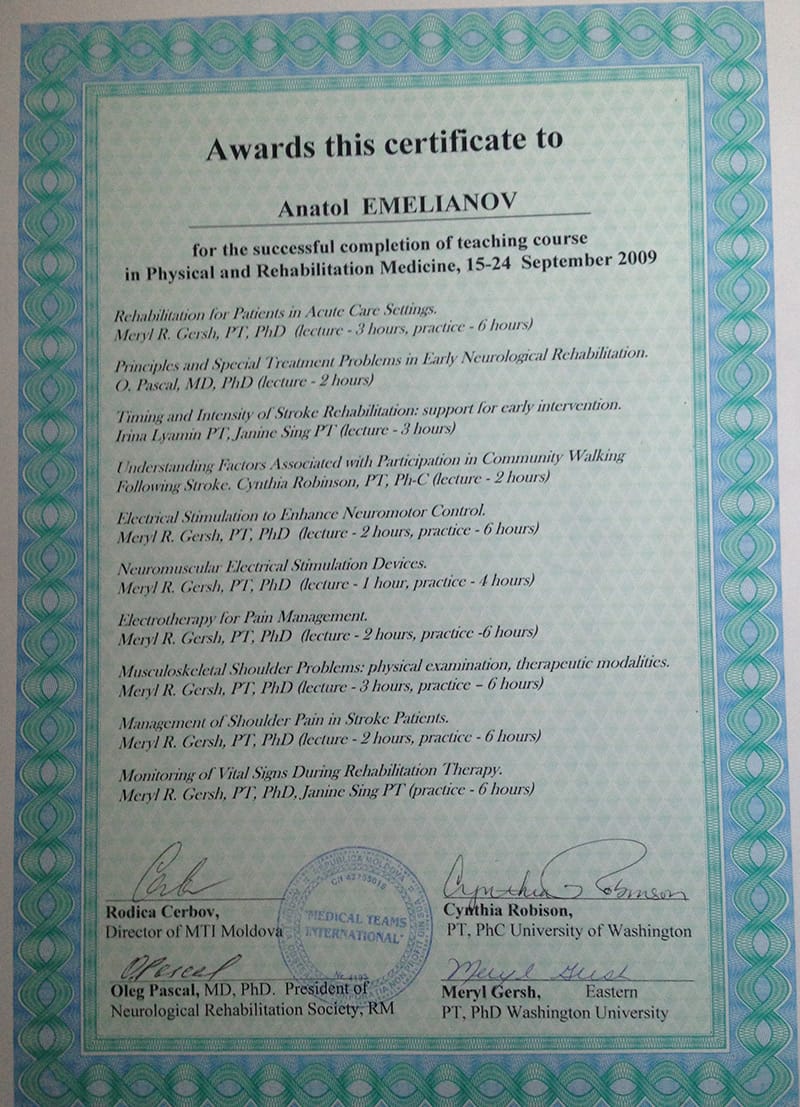 Awards this certificate to
Anatol EMELIANOV
for the successful completion of teaching course
in Physical and Rehabilitation Medicine, 15-24 September 2009
Rehabilitation for Patients in Acute Care Settings.
Meryl R. Gersh, PT, PhD (lecture - 3 hours, practice - 6 hours)
Principles and Special Treatment Problems in Early Neurological Rehabilitation.
O. Pascal, MD, PhD (lecture - 2 hours)
Timing and Intensity of Stroke Rehabilitation: support for early intervention.
Irina Lyamin PT, Janine Sing PT (lecture - 3 hours)
Understanding Factors Associated with Participation in Community Walking
Following Stroke. Cynthia Robinson, PT, Ph-C (lecture - 2 hours)
Electrical Stimulation to Enhance Neuromotor Control.
Meryl R. Gersh, PT, PhD (lecture - 2 hours, practice - 6 hours)
Neuromuscular Electrical Stimulation Devices.
Meryl R. Gersh, PT, PhD (lecture - 1 hour, practice - 4 hours)
Electrotherapy for Pain Management.
Meryl R. Gersh, PT, PhD (lecture - 2 hours, practice -6 hours)
Musculoskeletal Shoulder Problems: physical examination, therapeutic modalities.
Meryl R. Gersh, PT, PhD (lecture - 3 hours, practice – 6 hours)
Management of Shoulder Pain in Stroke Patients.
Meryl R. Gersh, PT, PhD (lecture - 2 hours, practice - 6 hours)
Monitoring of Vital Signs During Rehabilitation Therapy.
Meryl R. Gersh, PT, PhD, Janine Sing PT (practice - 6 hours)
Cynthia Robinson
REPUBLICA MOLDOVA
"MEDICAL TEAMS
INTERNATIONAL"
Rodica Cerbov,
Director of MTI Moldova
Cynthia Robison,
PT, PhC University of Washington
OPascal
Meryl Gersh
Oleg Pascal, MD, PhD. President of
Neurological Rehabilitation Society, RM
Meryl Gersh, Eastern
PT, PhD Washington University